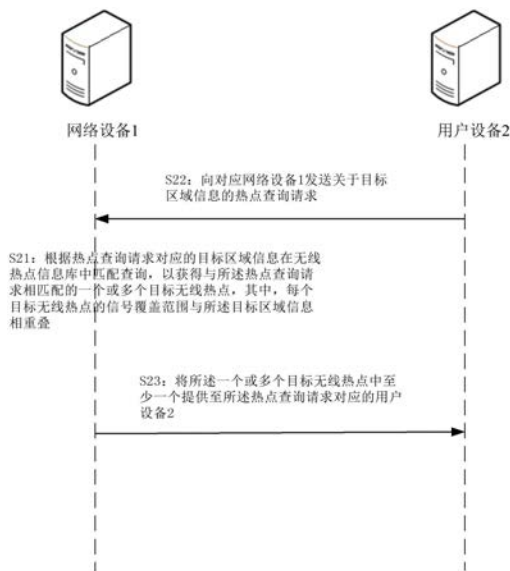 网络设备1
用户设备2
S22：向对应网络设备1发送关于目标
区域信息的热点查询请求
S21：根据热点查询请求对应的目标区域信息在无线
热点信息库中匹配查询，以获得与所述热点查询请
求相匹配的一个或多个目标无线热点，其中，每个
目标无线热点的信号覆盖范围与所述目标区域信息
相重叠
S23：将所述一个或多个目标无线热点中至
少一个提供至所述热点查询请求对应的用户
设备2